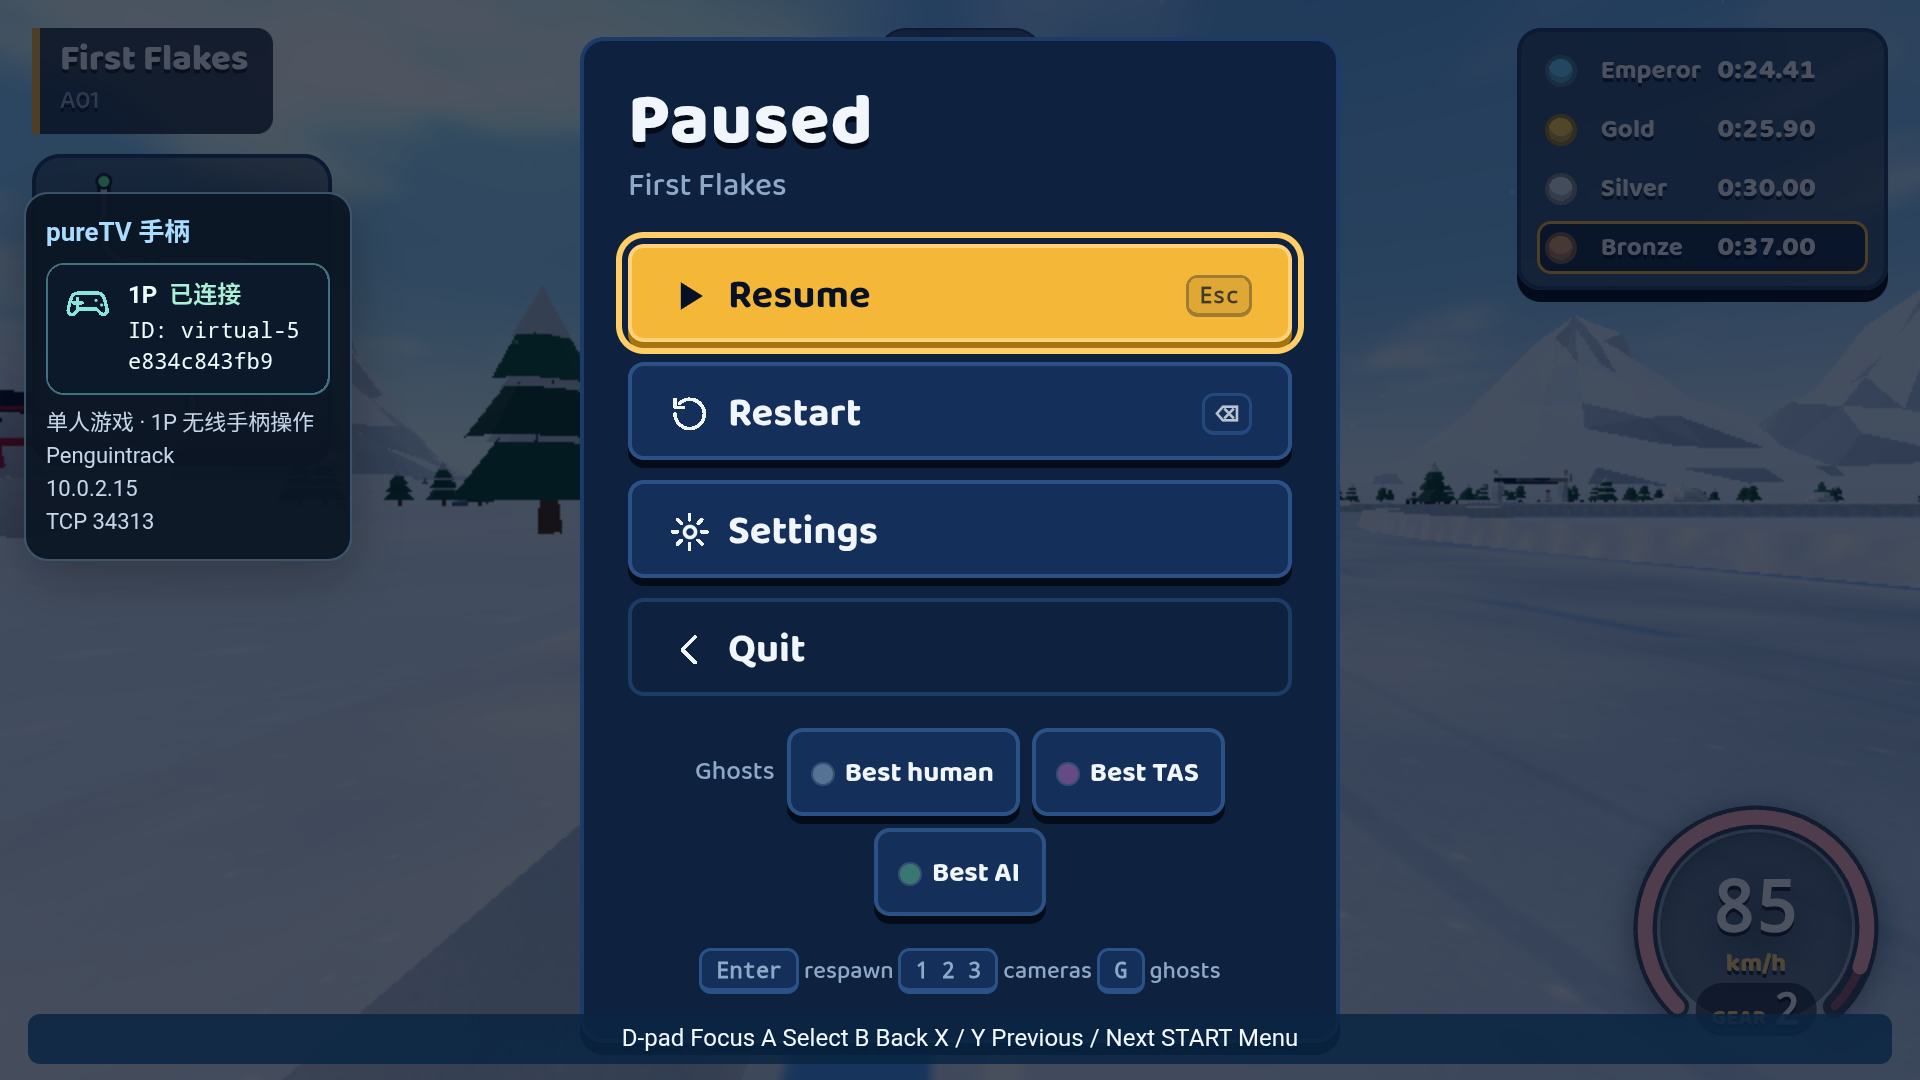 First Flakes
A01
pureTV 手柄
1P 已连接
ID: virtual-5
e834c843fb9
单人游戏 · 1P 无线手柄操作
Penguintrack
10.0.2.15
TCP 34313
Paused
First Flakes
Resume Esc
Restart
Settings
Quit
Ghosts Best human Best TAS
Best AI
Enter respawn 1 2 3 cameras G ghosts
D-pad Focus A Select B Back X / Y Previous / Next START Menu
Emperor 0:24.41
Gold 0:25.90
Silver 0:30.00
Bronze 0:37.00
85
km/h
GEAR 2